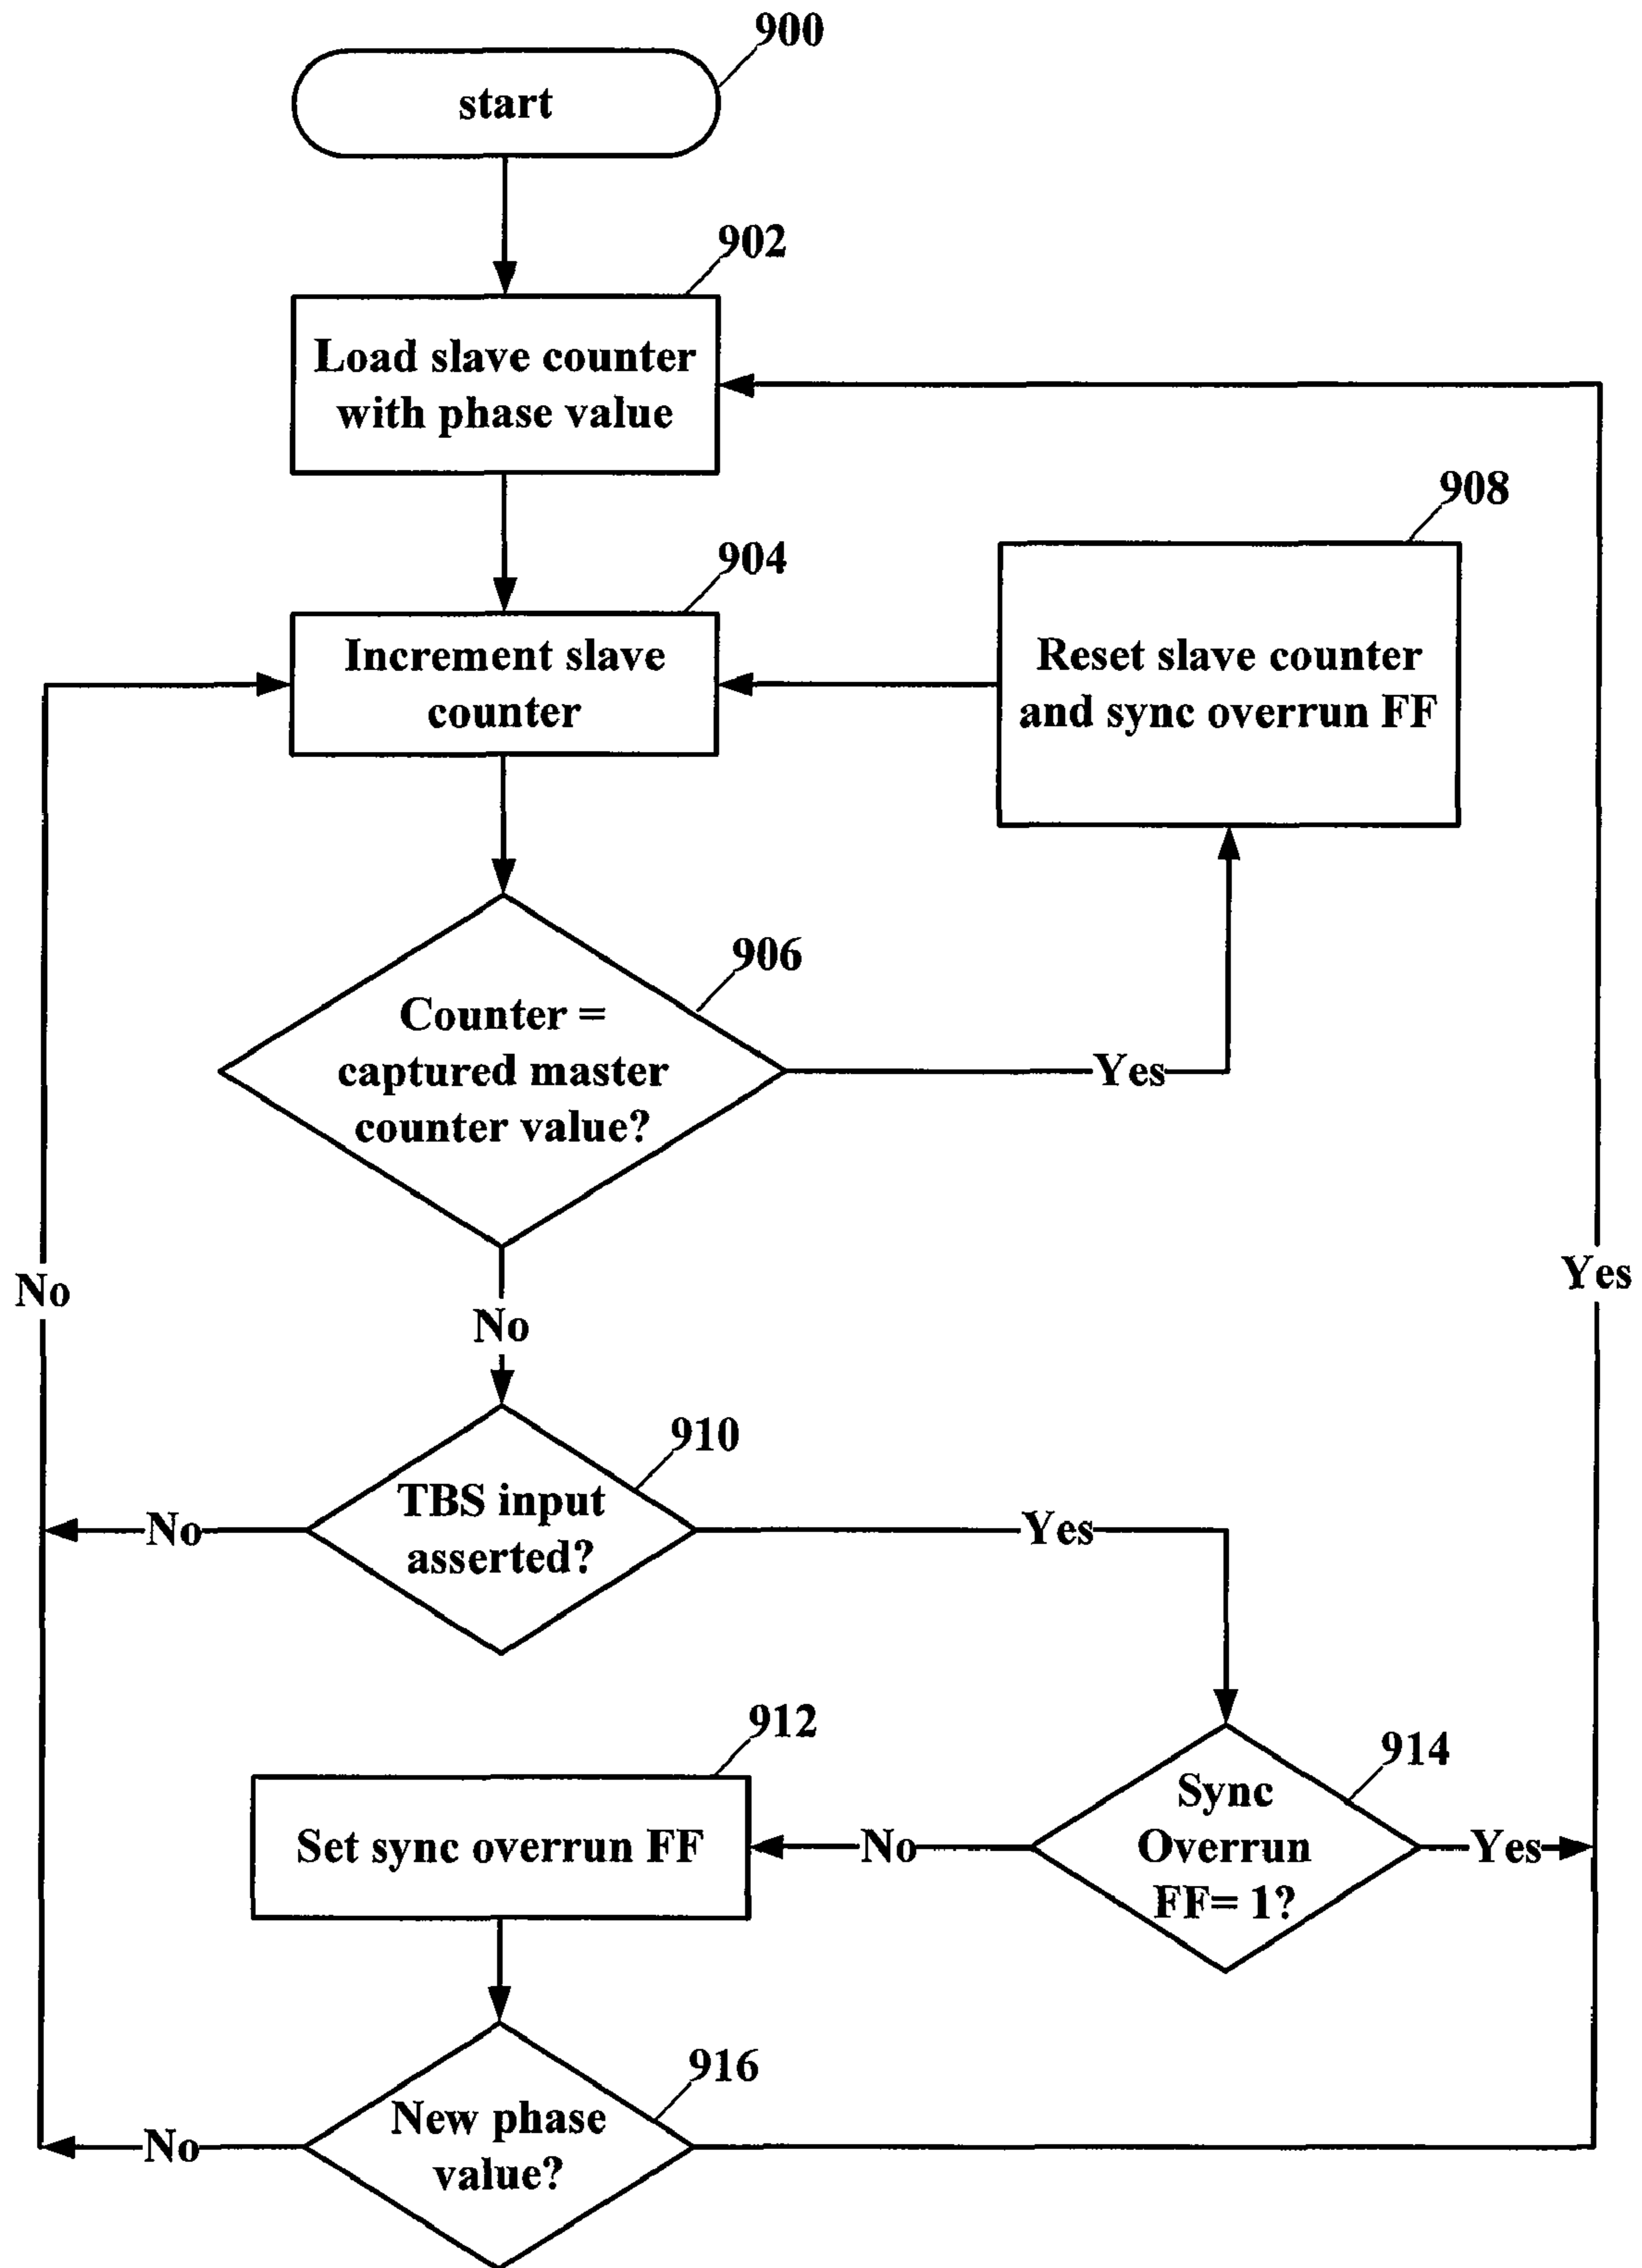 900
start
902
Load slave counter
with phase value
908
904
Increment slave
counter
Reset slave counter
and sync overrun FF
906
Counter =
captured master
counter value?
Yes
No
Yes
No
910
TBS input
asserted?
No
Yes
912
914
Set sync overrun FF
No
Sync
Overrun
FF= 1?
Yes
916
New phase
value?
No